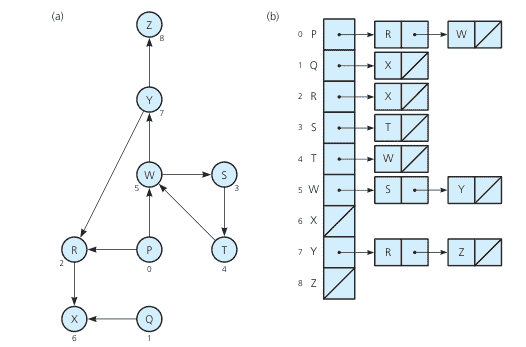 (a)
Z
8
Y
7
W
5
S
3
R
2
P
0
T
4
X
6
Q
1
(b)
0 P R W
1 Q X
2 R X
3 S T
4 T W
5 W S Y
6 X
7 Y R Z
8 Z